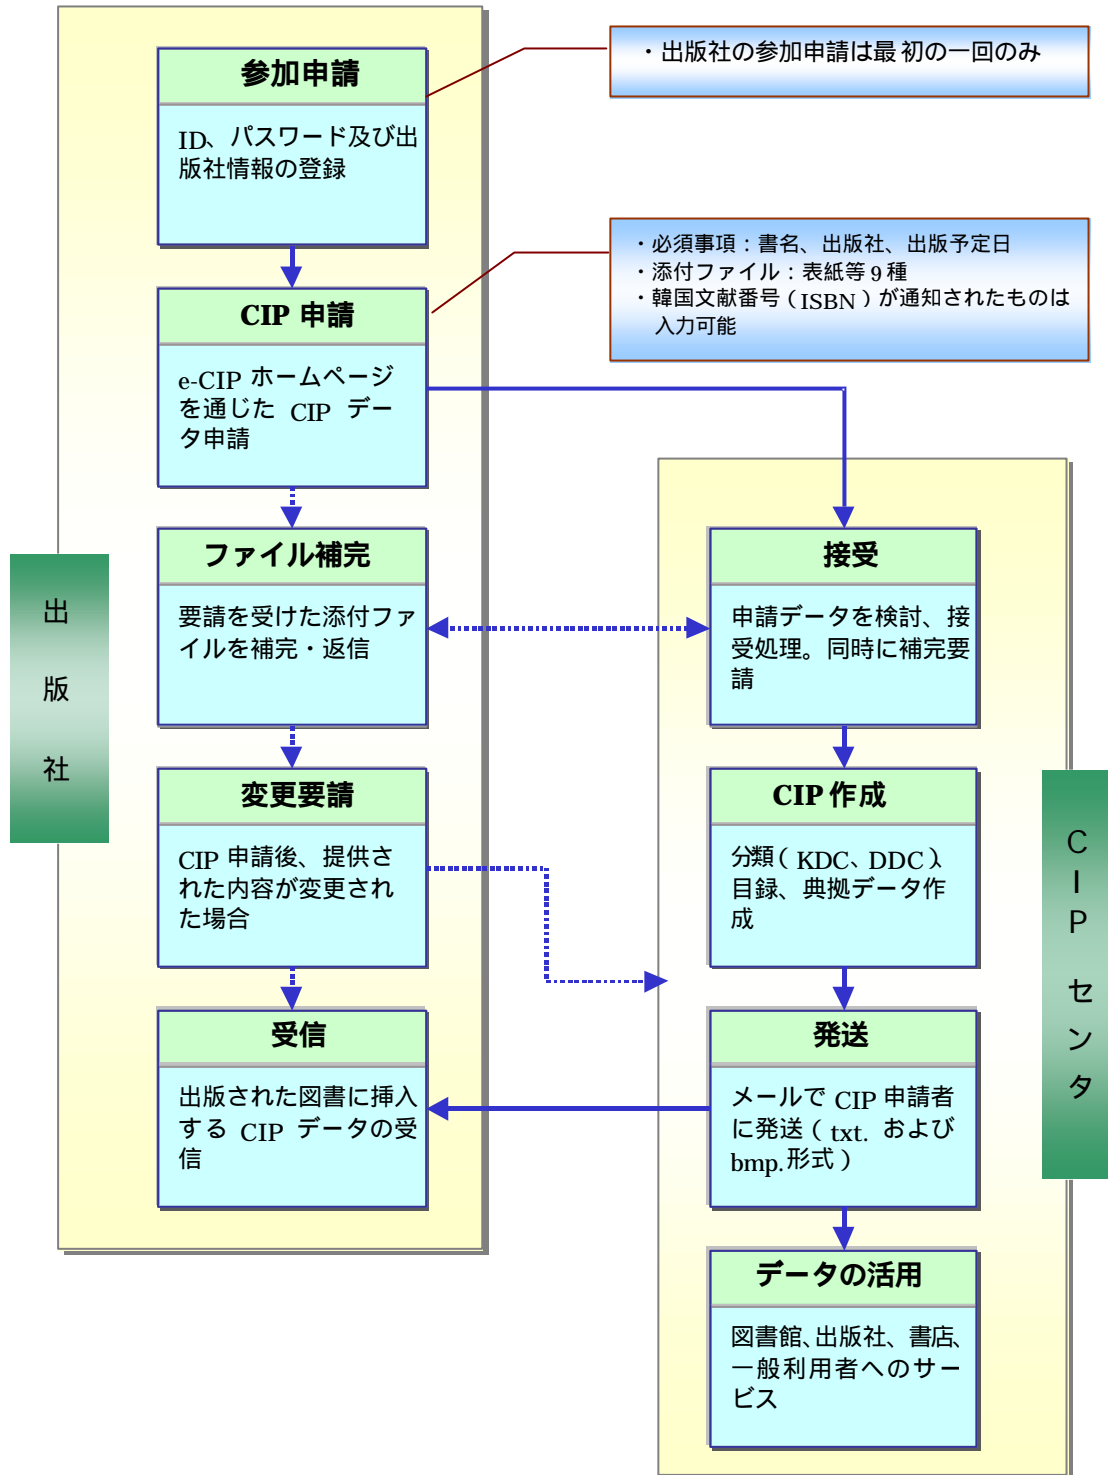 参加申請
ID、パスワード及び出
版社情報の登録
・出版社の参加申請は最初の一回のみ
CIP 申請
e-CIP ホームページ
を通じた CIP デー
タ申請
・必須事項：書名、出版社、出版予定日
・添付ファイル：表紙等9種
・韓国文献番号（ISBN）が通知されたものは
入力可能
ファイル補完
要請を受けた添付ファ
イルを補完・返信
変更要請
CIP 申請後、提供さ
れた内容が変更され
た場合
受信
出版された図書に挿入
する CIP データの受
信
出版社
接受
申請データを検討、接
受処理。同時に補完要
請
CIP 作成
分類（KDC、DDC）、
目録、典拠データ作
成
発送
メールで CIP 申請者
に発送（txt. および
bmp.形式）
データの活用
図書館、出版社、書店、
一般利用者へのサー
ビス
CIP センタ